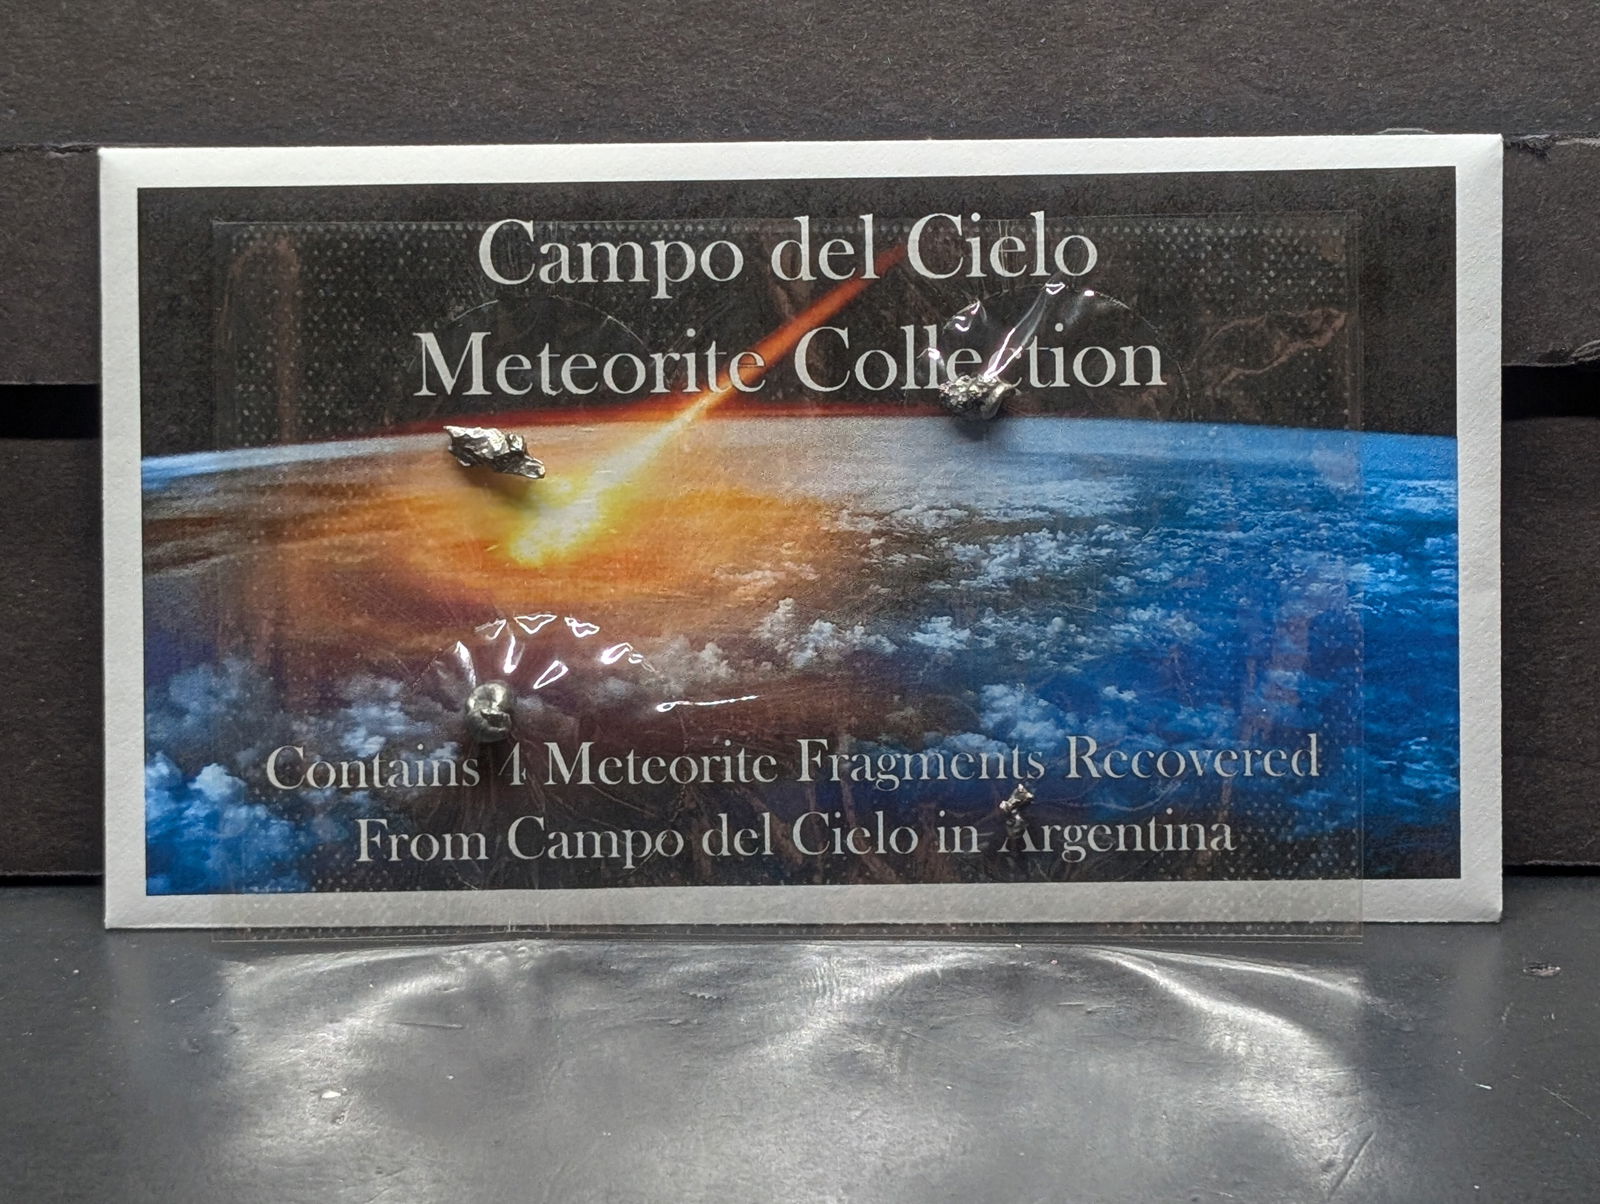 Campo del Cielo
Meteorite Collection
Contains 4 Meteorite Fragments Recovered
From Campo del Cielo in Argentina